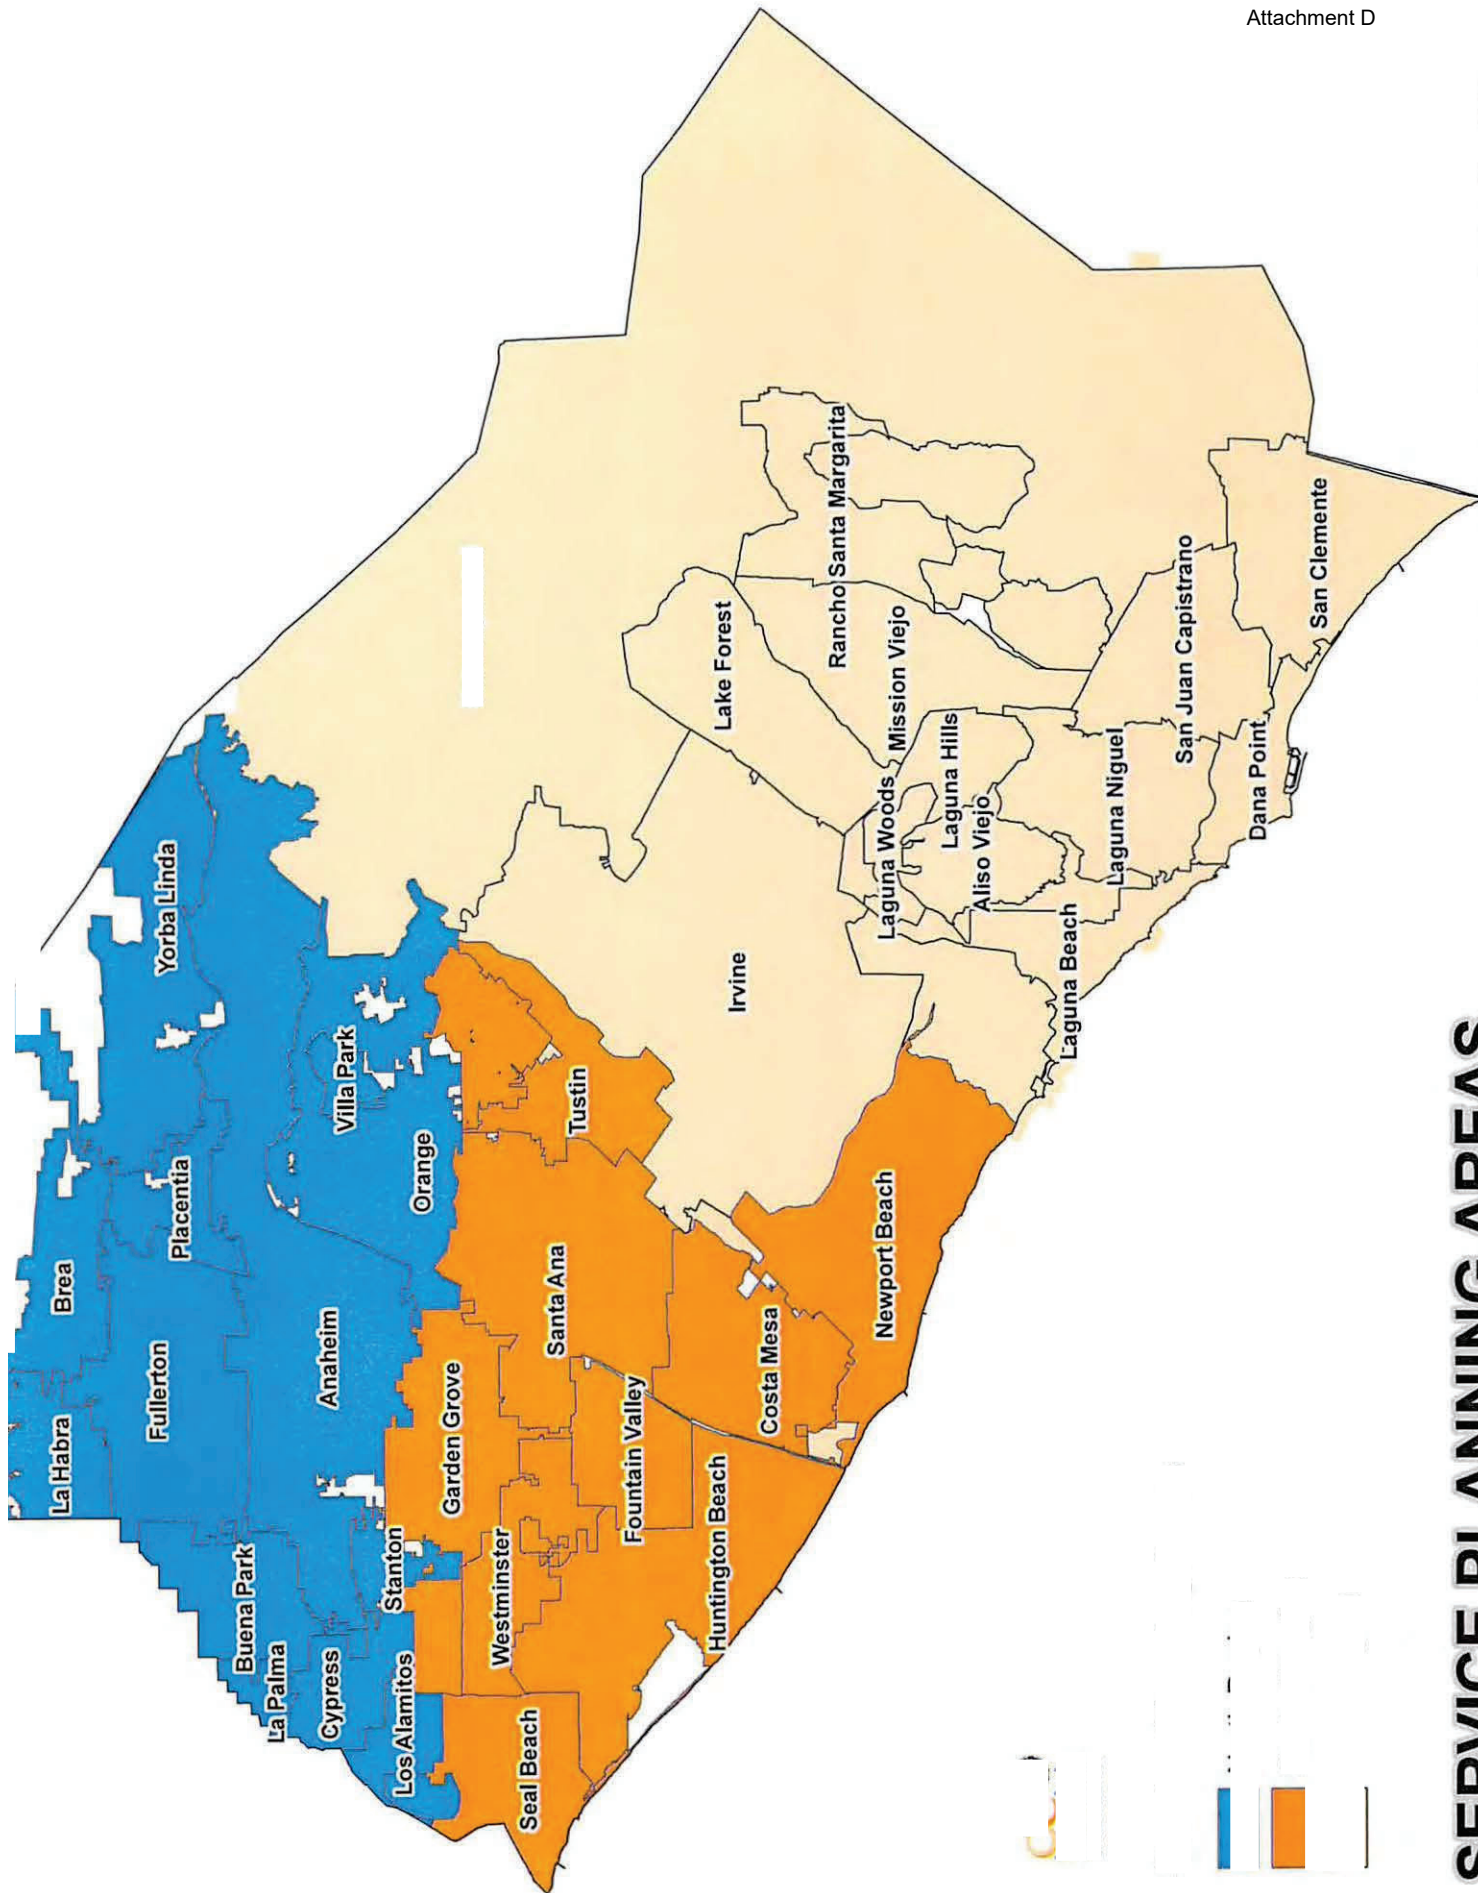 Attachment D
La Habra
Brea
Fullerton
Placentia
Yorba Linda
Buena Park
La Palma
Anaheim
Villa Park
Cypress
Stanton
Orange
Los Alamitos
Garden Grove
Westminster
Santa Ana
Tustin
Seal Beach
Fountain Valley
Huntington Beach
Costa Mesa
Newport Beach
Irvine
Lake Forest
Rancho Santa Margarita
Mission Viejo
Laguna Woods
Laguna Hills
Aliso Viejo
Laguna Beach
Laguna Niguel
San Juan Capistrano
Dana Point
San Clemente
SERVICE PLANNING AREAS